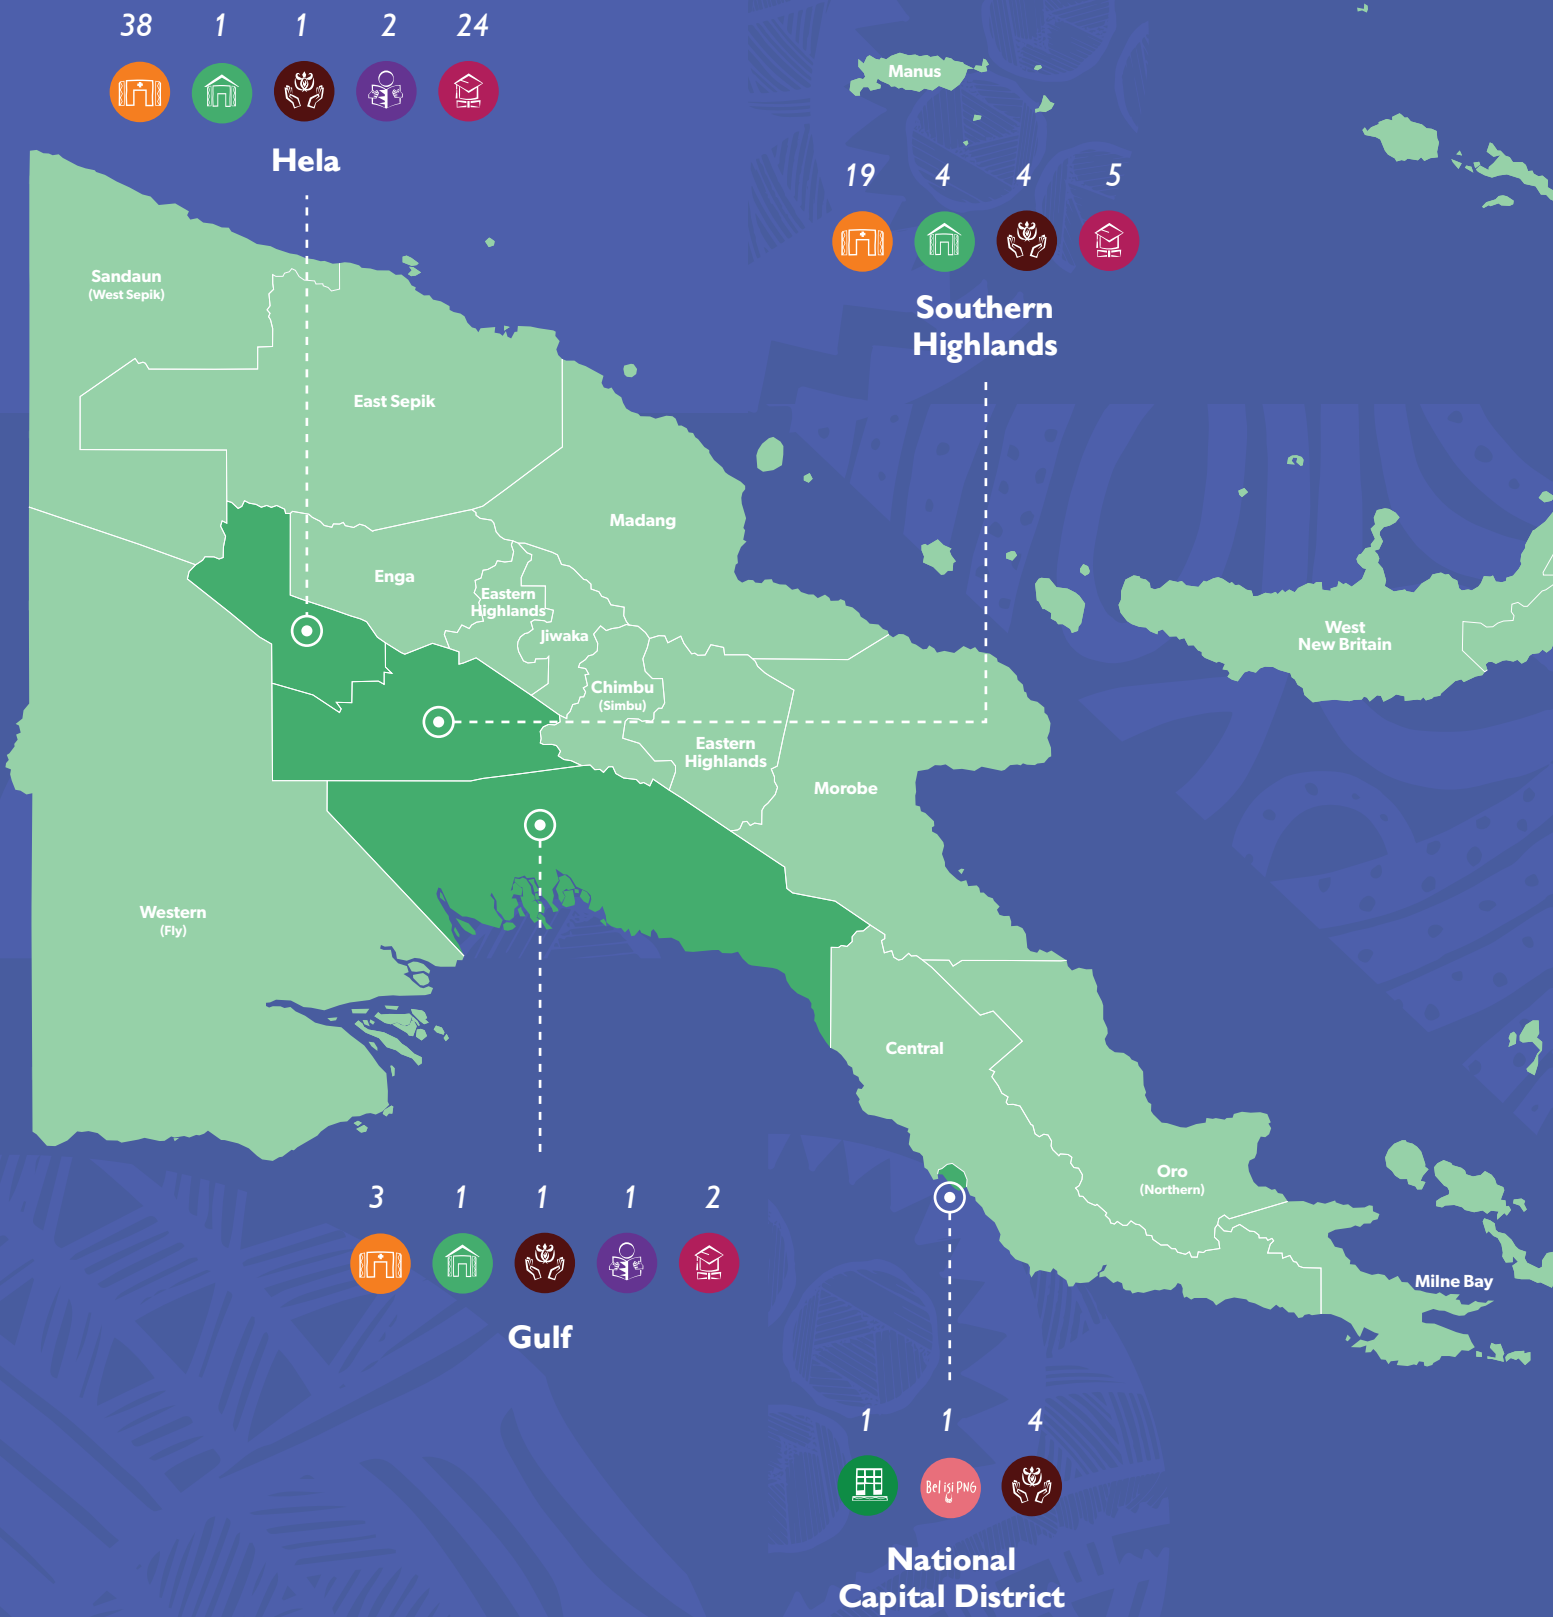 38 1 1 2 24
Hela
Manus
19 4 4 5
Southern
Highlands
Sandaun
(West Sepik)
East Sepik
Madang
Enga
Eastern
Highlands
Jiwaka
West
New Britain
Chimbu
(Simbu)
Eastern
Highlands
Morobe
Western
(Fly)
Central
Oro
(Northern)
Milne Bay
3 1 1 1 2
Gulf
1 1 4
Bel isi PNG
National
Capital District